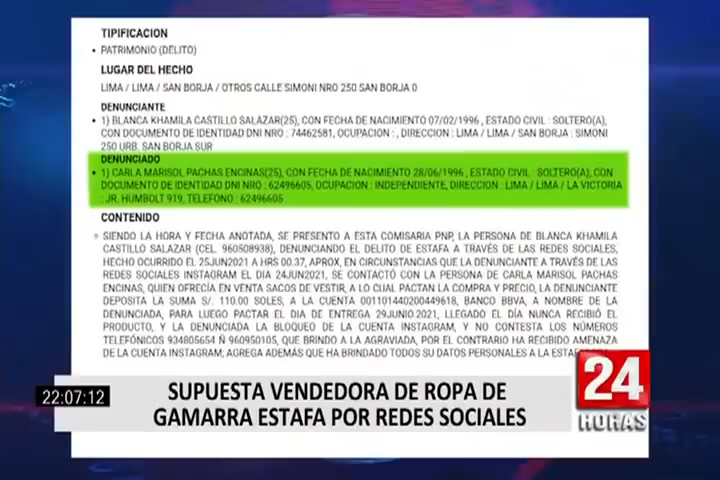 TIPIFICACION
• PATRIMONIO (DELITO)
LUGAR DEL HECHO
LIMA / LIMA / SAN BORJA / OTROS CALLE SIMONI NRO 250 SAN BORJA 0
DENUNCIANTE
• 1) BLANCA KHAMILA CASTILLO SALAZAR(25), CON FECHA DE NACIMIENTO 07/02/1996 , ESTADO CIVIL : SOLTERO(A),
CON DOCUMENTO DE IDENTIDAD DNI NRO : 74462581, OCUPACION : , DIRECCION : LIMA / LIMA / SAN BORJA : SIMONI
250 URB. SAN BORJA SUR
DENUNCIADO
• 1) CARLA MARISOL PACHAS ENCINAS(25), CON FECHA DE NACIMIENTO 28/06/1996 , ESTADO CIVIL : SOLTERO(A), CON
DOCUMENTO DE IDENTIDAD DNI NRO : 62496605, OCUPACION : INDEPENDIENTE, DIRECCION : LIMA / LIMA / LA VICTORIA
: JR. HUMBOLT 919, TELEFONO : 62496605
CONTENIDO
SIENDO LA HORA Y FECHA ANOTADA, SE PRESENTO A ESTA COMISARIA PNP, LA PERSONA DE BLANCA KHAMILA
CASTILLO SALAZAR (CEL. 960508938), DENUNCIANDO EL DELITO DE ESTAFA A TRAVÉS DE LAS REDES SOCIALES,
HECHO OCURRIDO EL 25JUN2021 A HRS 00.37, APROX, EN CIRCUNSTANCIAS QUE LA DENUNCIANTE A TRAVÉS DE LAS
REDES SOCIALES INSTAGRAM EL DIA 24JUN2021, SE CONTACTÓ CON LA PERSONA DE CARLA MARISOL PACHAS
ENCINAS, QUIEN OFRECÍA EN VENTA SACOS DE VESTIR, A LO CUAL PACTAN LA COMPRA Y PRECIO, LA DENUNCIANTE
DEPOSITA LA SUMA S/. 110.00 SOLES, A LA CUENTA 001101440200449618, BANCO BBVA, A NOMBRE DE LA
DENUNCIADA, PARA LUEGO PACTAR EL DIA DE ENTREGA 29JUNIO.2021, LLEGADO EL DÍA NUNCA RECIBIÓ EL
PRODUCTO, Y LA DENUNCIADA LA BLOQUEO DE LA CUENTA INSTAGRAM, Y NO CONTESTA LOS NÚMEROS
TELEFÓNICOS 934805654 Ñ 960950105, QUE BRINDO A LA AGRAVIADA, POR EL CONTRARIO HA RECIBIDO AMENAZA
DE LA CUENTA INSTAGRAM; AGREGA ADEMÁS QUE HA BRINDADO TODOS SU DATOS PERSONALES A LA
22:07:12
SUPUESTA VENDEDORA DE ROPA DE
GAMARRA ESTAFA POR REDES SOCIALES
24
HORAS